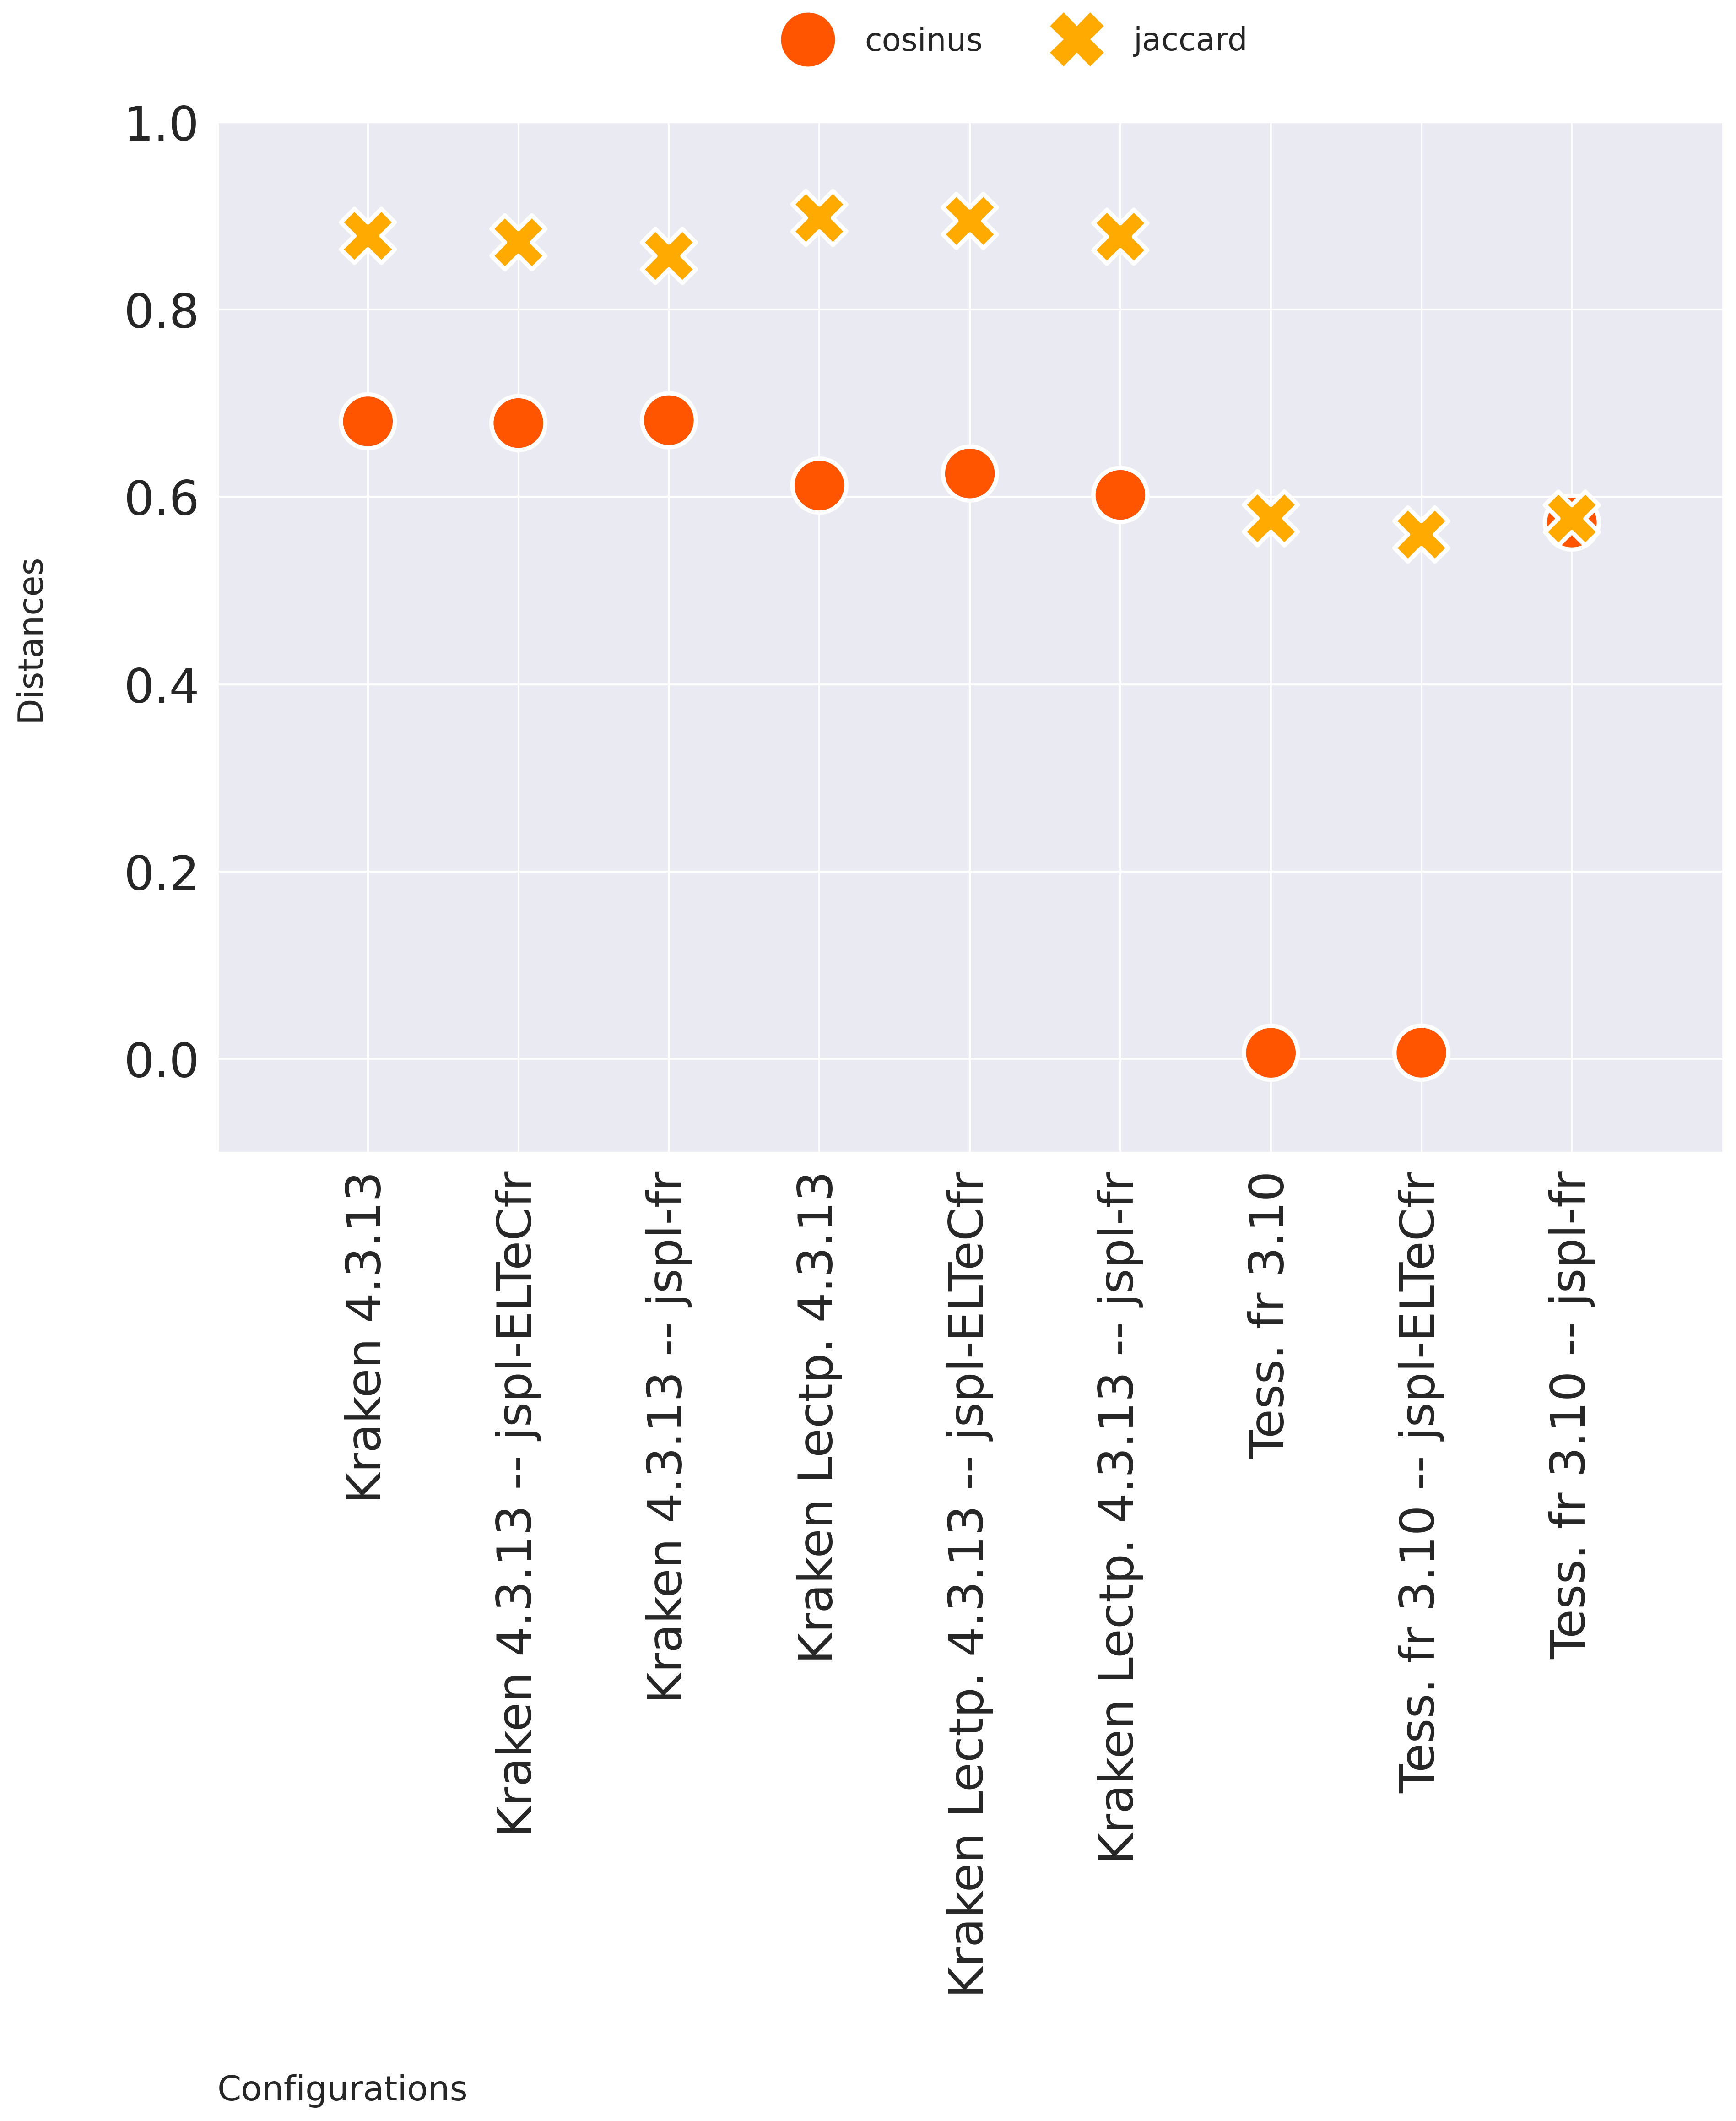 cosinus jaccard
1.0
0.8
0.6
0.4
0.2
0.0
Distances
Kraken 4.3.13
Kraken 4.3.13 -- jspl-ELTeCfr
Kraken 4.3.13 -- jspl-fr
Kraken Lectp. 4.3.13
Kraken Lectp. 4.3.13 -- jspl-ELTeCfr
Kraken Lectp. 4.3.13 -- jspl-fr
Tess. fr 3.10
Tess. fr 3.10 -- jspl-ELTeCfr
Tess. fr 3.10 -- jspl-fr
Configurations